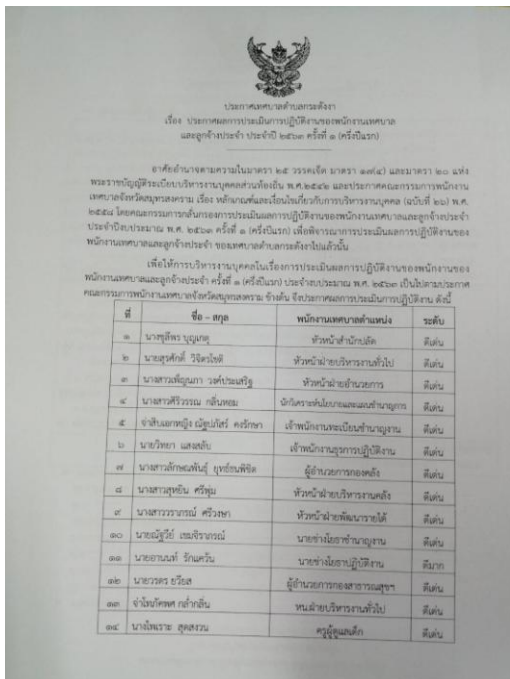 ประกาศเทศบาลตำบลกระดังงา
เรื่อง ประกาศผลการประเมินการปฏิบัติงานของพนักงานเทศบาล
และลูกจ้างประจำ ประจำปี ๒๕๖๓ ครั้งที่ ๑ (ครึ่งปีแรก)
อาศัยอำนาจตามความในมาตรา ๒๕ วรรคเจ็ด มาตรา ๑๗(๔) และมาตรา ๒๐ แห่ง
พระราชบัญญัติระเบียบบริหารงานบุคคลส่วนท้องถิ่น พ.ศ.๒๕๔๒ และประกาศคณะกรรมการพนักงาน
เทศบาลจังหวัดสมุทรสงคราม เรื่อง หลักเกณฑ์และเงื่อนไขเกี่ยวกับการบริหารงานบุคคล (ฉบับที่ ๒๖) พ.ศ.
๒๕๕๘ โดยคณะกรรมการกลั่นกรองการประเมินผลการปฏิบัติงานของพนักงานเทศบาลและลูกจ้างประจำ
ประจำปีงบประมาณ พ.ศ. ๒๕๖๓ ครั้งที่ ๑ (ครึ่งปีแรก) เพื่อพิจารณาการประเมินผลการปฏิบัติงานของ
พนักงานเทศบาลและลูกจ้างประจำ ของเทศบาลตำบลกระดังงาไปแล้วนั้น
เพื่อให้การบริหารงานบุคคลในเรื่องการประเมินผลการปฏิบัติงานของพนักงานของ
พนักงานเทศบาลและลูกจ้างประจำ ครั้งที่ ๑ (ครึ่งปีแรก) ประจำงบประมาณ พ.ศ. ๒๕๖๓ เป็นไปตามประกาศ
คณะกรรมการพนักงานเทศบาลจังหวัดสมุทรสงคราม ข้างต้น จึงประกาศผลการประเมินการปฏิบัติงาน ดังนี้
ที่ ชื่อ – สกุล พนักงานเทศบาลตำแหน่ง ระดับ
๑ นางชุลีพร บุญเกตุ หัวหน้าสำนักปลัด ดีเด่น
๒ นายสุรศักดิ์ วิจิตรโชติ หัวหน้าฝ่ายบริหารงานทั่วไป ดีเด่น
๓ นางสาวเพ็ญนภา วงค์ประเสริฐ หัวหน้าฝ่ายอำนวยการ ดีเด่น
๔ นางสาวศิริวรรณ กลิ่นหอม นักวิเคราะห์นโยบายและแผนชำนาญการ ดีเด่น
๕ จ่าสิบเอกหญิง ณัฐปภัสร์ คงรักษา เจ้าพนักงานทะเบียนชำนาญงาน ดีเด่น
๖ นายวิทยา แสงสลับ เจ้าพนักงานธุรการปฏิบัติงาน ดีเด่น
๗ นางสาวลักษณพันธุ์ ยุทธ์ธนพิชิต ผู้อำนวยการกองคลัง ดีเด่น
๘ นางสาวสุทยิน ศรีพุ่ม หัวหน้าฝ่ายบริหารงานคลัง ดีเด่น
๙ นางสาววราภรณ์ ศรีวงษา หัวหน้าฝ่ายพัฒนารายได้ ดีเด่น
๑๐ นายณัฐวีย์ เขมจิราภรณ์ นายช่างโยธาชำนาญงาน ดีเด่น
๑๑ นายอานนท์ รักแคว้น นายช่างโยธาปฏิบัติงาน ดีมาก
๑๒ นายวรดร ยวียส ผู้อำนวยการกองสาธารณสุขฯ ดีเด่น
๑๓ จ่าโทภัศพศ กล่ำกลิ่น หน.ฝ่ายบริหารงานทั่วไป ดีเด่น
๑๔ นางไพเราะ สุดสงวน ครูผู้ดูแลเด็ก ดีเด่น